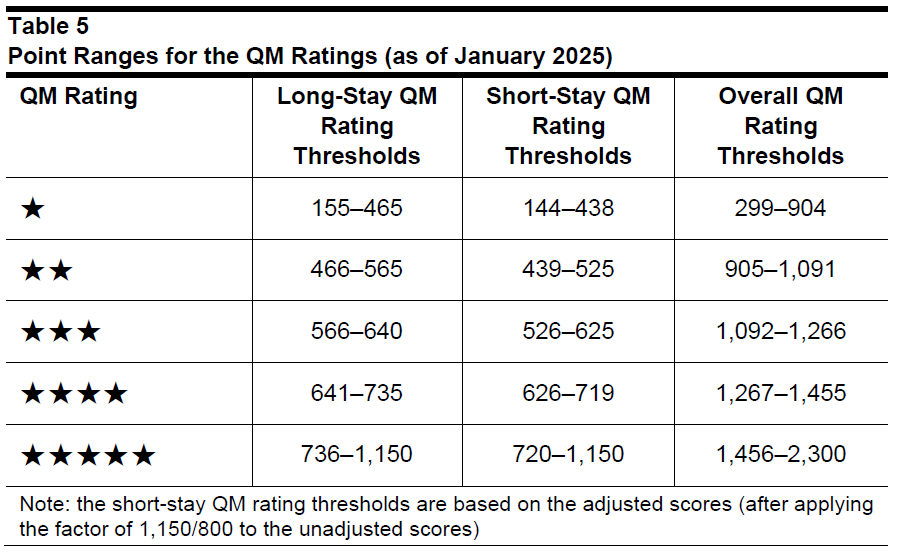 Table 5
Point Ranges for the QM Ratings (as of January 2025)
QM Rating Long-Stay QM Rating Thresholds Short-Stay QM Rating Thresholds Overall QM Rating Thresholds
★ 155–465 144–438 299–904
★★ 466–565 439–525 905–1,091
★★★ 566–640 526–625 1,092–1,266
★★★★ 641–735 626–719 1,267–1,455
★★★★★ 736–1,150 720–1,150 1,456–2,300
Note: the short-stay QM rating thresholds are based on the adjusted scores (after applying
the factor of 1,150/800 to the unadjusted scores)